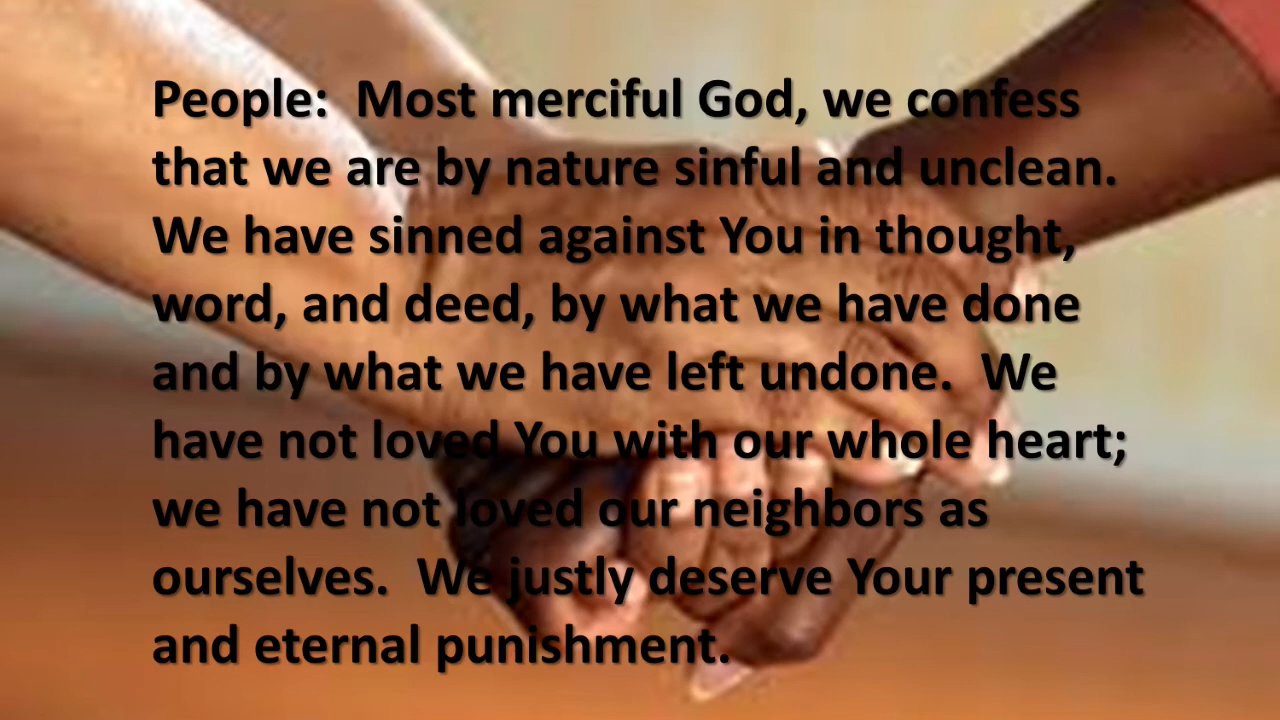 People:  Most merciful God, we confess
that we are by nature sinful and unclean.
We have sinned against You in thought,
word, and deed, by what we have done
and by what we have left undone.  We
have not loved You with our whole heart;
we have not loved our neighbors as
ourselves.  We justly deserve Your present
and eternal punishment.